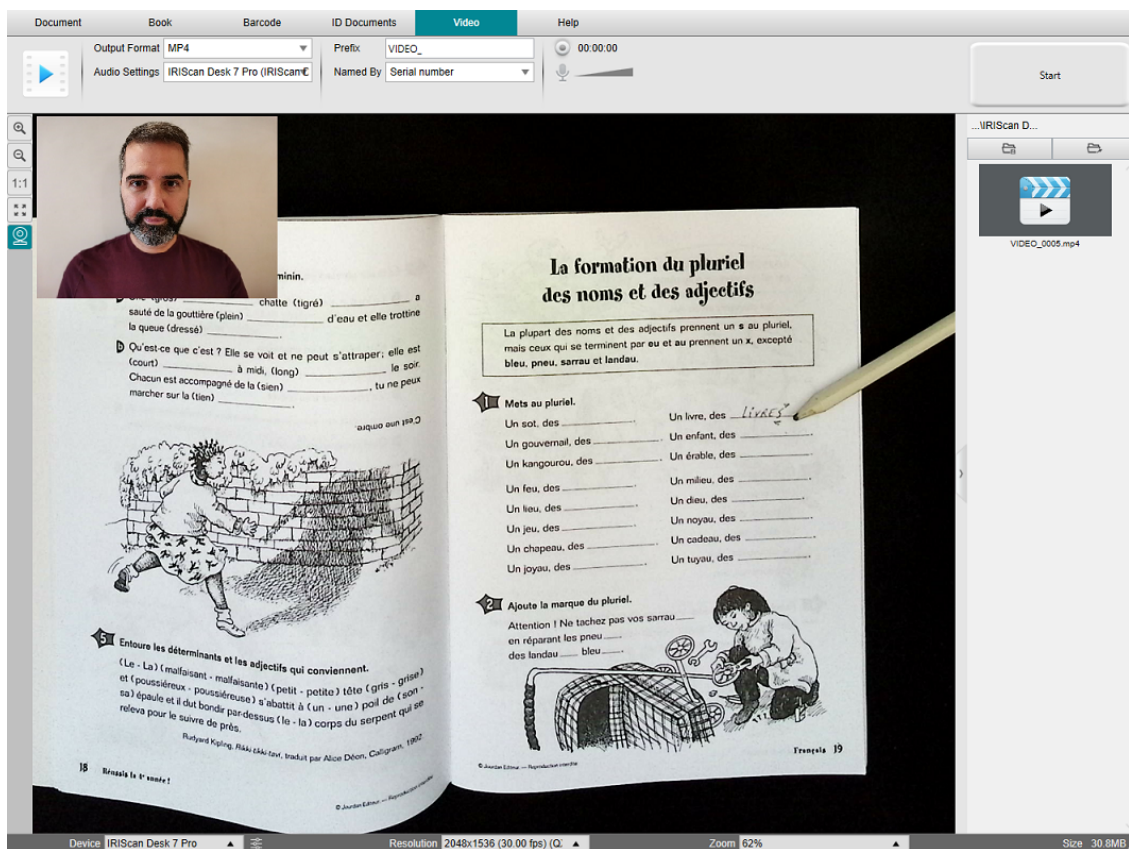 Document Book Barcode ID Documents Video Help
Output Format MP4 Prefix VIDEO_ 00:00:00
Audio Settings IRIScan Desk 7 Pro (IRIScan Named By Serial number
Start
1:1
...\IRIScan D...
VIDEO_0005.mp4
minin.
chatte (tigré) a
sauté de la gouttière (plein) d'eau et elle trottine
la queue (dressé) .
D Qu'est-ce que c'est ? Elle se voit et ne peut s'attraper; elle est
(court) à midi, (long) le soir.
Chacun est accompagné de la (sien) , tu ne peux
marcher sur la (tien) .
C'est une ombre.
5 Entoure les déterminants et les adjectifs qui conviennent.
(Le - La) (malfaisant - malfaisante) (petit - petite) tête (gris - grise)
et (poussiéreux - poussiéreuse) s'abattit à (un - une) poil de (son -
sa) épaule et il dut bondir par-dessus (le - la) corps du serpent qui se
releva pour le suivre de près.
Rudyard Kipling, Rikki-tikki-tavi, traduit par Alice Déon, Calligram, 1992.
18 Réussis ta 4e année !
© Jourdan Éditeur. — Reproduction interdite
La formation du pluriel
des noms et des adjectifs
La plupart des noms et des adjectifs prennent un s au pluriel,
mais ceux qui se terminent par eu et au prennent un x, excepté
bleu, pneu, sarrau et landau.
1 Mets au pluriel.
Un sot, des .
Un gouvernail, des .
Un kangourou, des .
Un feu, des .
Un lieu, des .
Un jeu, des .
Un chapeau, des .
Un joyau, des .
Un livre, des LIVRES
Un enfant, des .
Un érable, des .
Un milieu, des .
Un dieu, des .
Un noyau, des .
Un cadeau, des .
Un tuyau, des .
2 Ajoute la marque du pluriel.
Attention ! Ne tachez pas vos sarrau
en réparant les pneu
des landau bleu .
Français 19
© Jourdan Éditeur. — Reproduction interdite
Device IRIScan Desk 7 Pro Resolution 2048x1536 (30.00 fps) (Q: Zoom 62% Size 30.8MB